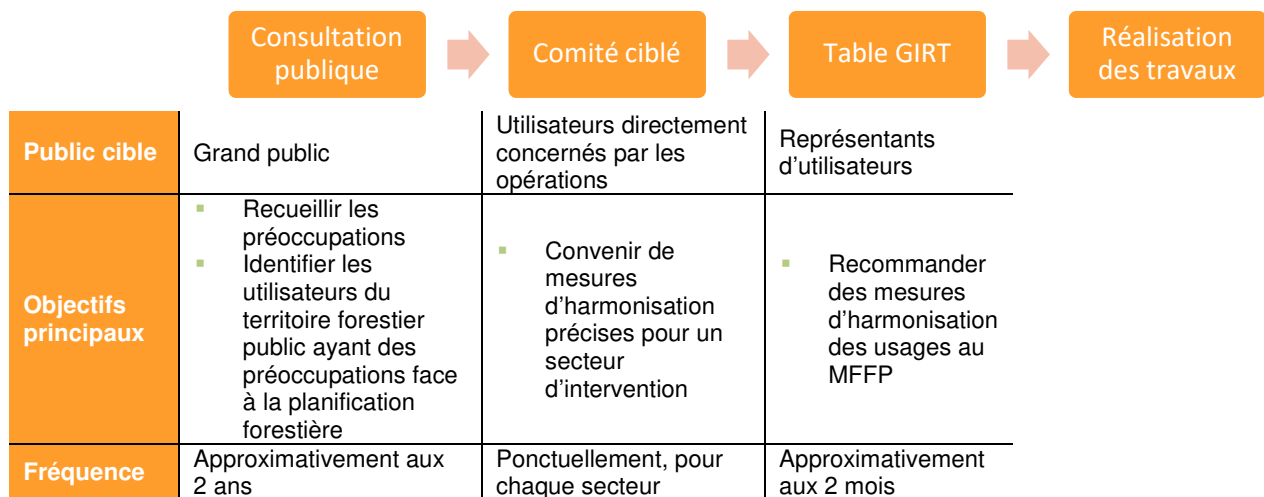 Consultation
publique
Comité ciblé
Table GIRT
Réalisation
des travaux
Public cible
Grand public
Utilisateurs directement
concernés par les
opérations
Représentants
d'utilisateurs
Objectifs
principaux
▪ Recueillir les
préoccupations
▪ Identifier les
utilisateurs du
territoire forestier
public ayant des
préoccupations face
à la planification
forestière
▪ Convenir de
mesures
d'harmonisation
précises pour un
secteur
d'intervention
▪ Recommander
des mesures
d'harmonisation
des usages au
MFFP
Fréquence
Approximativement aux
2 ans
Ponctuellement, pour
chaque secteur
Approximativement
aux 2 mois